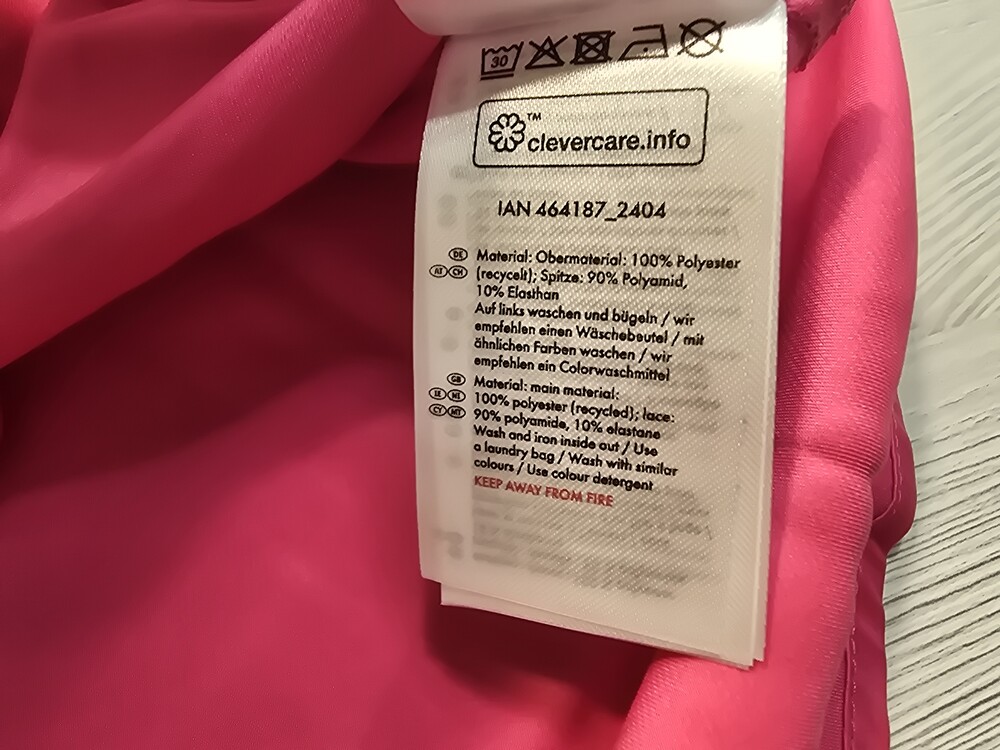 30
TM
clevercare.info
IAN 464187_2404
DE Material: Obermaterial: 100% Polyester
AT CH (recycelt); Spitze: 90% Polyamid,
10% Elasthan
Auf links waschen und bügeln / wir
empfehlen einen Wäschebeutel / mit
ähnlichen Farben waschen / wir
empfehlen ein Colorwaschmittel
GB Material: main material:
IE NI 100% polyester (recycled); lace:
CY MT 90% polyamide, 10% elastane
Wash and iron inside out / Use
a laundry bag / Wash with similar
colours / Use colour detergent
KEEP AWAY FROM FIRE